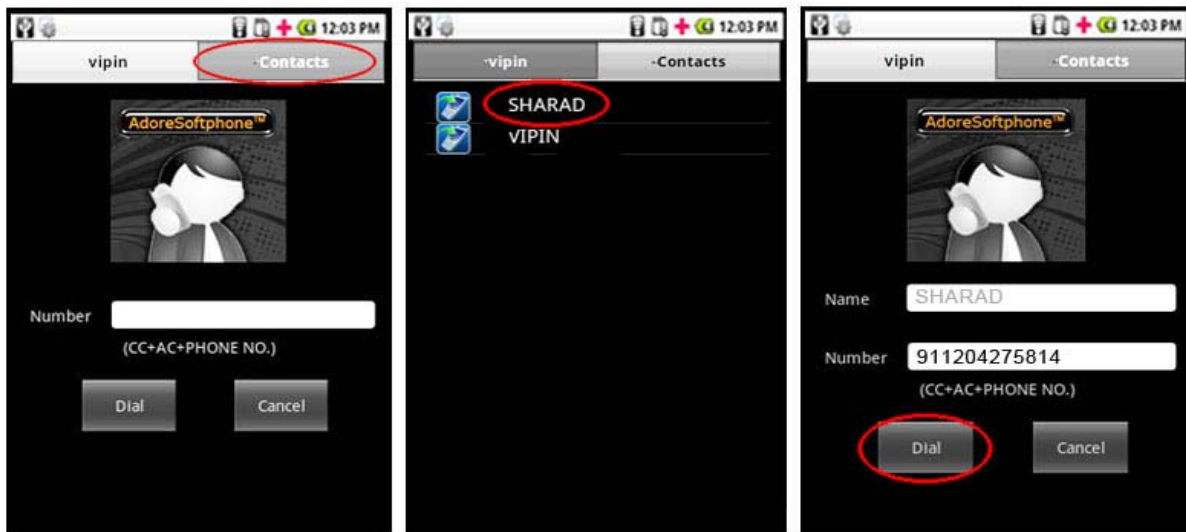 12:03 PM
vipin
-Contacts
AdoreSoftphone™
Number
(CC+AC+PHONE NO.)
Dial
Cancel
12:03 PM
-vipin
-Contacts
SHARAD
VIPIN
12:03 PM
vipin
-Contacts
AdoreSoftphone™
Name
SHARAD
Number
911204275814
(CC+AC+PHONE NO.)
Dial
Cancel